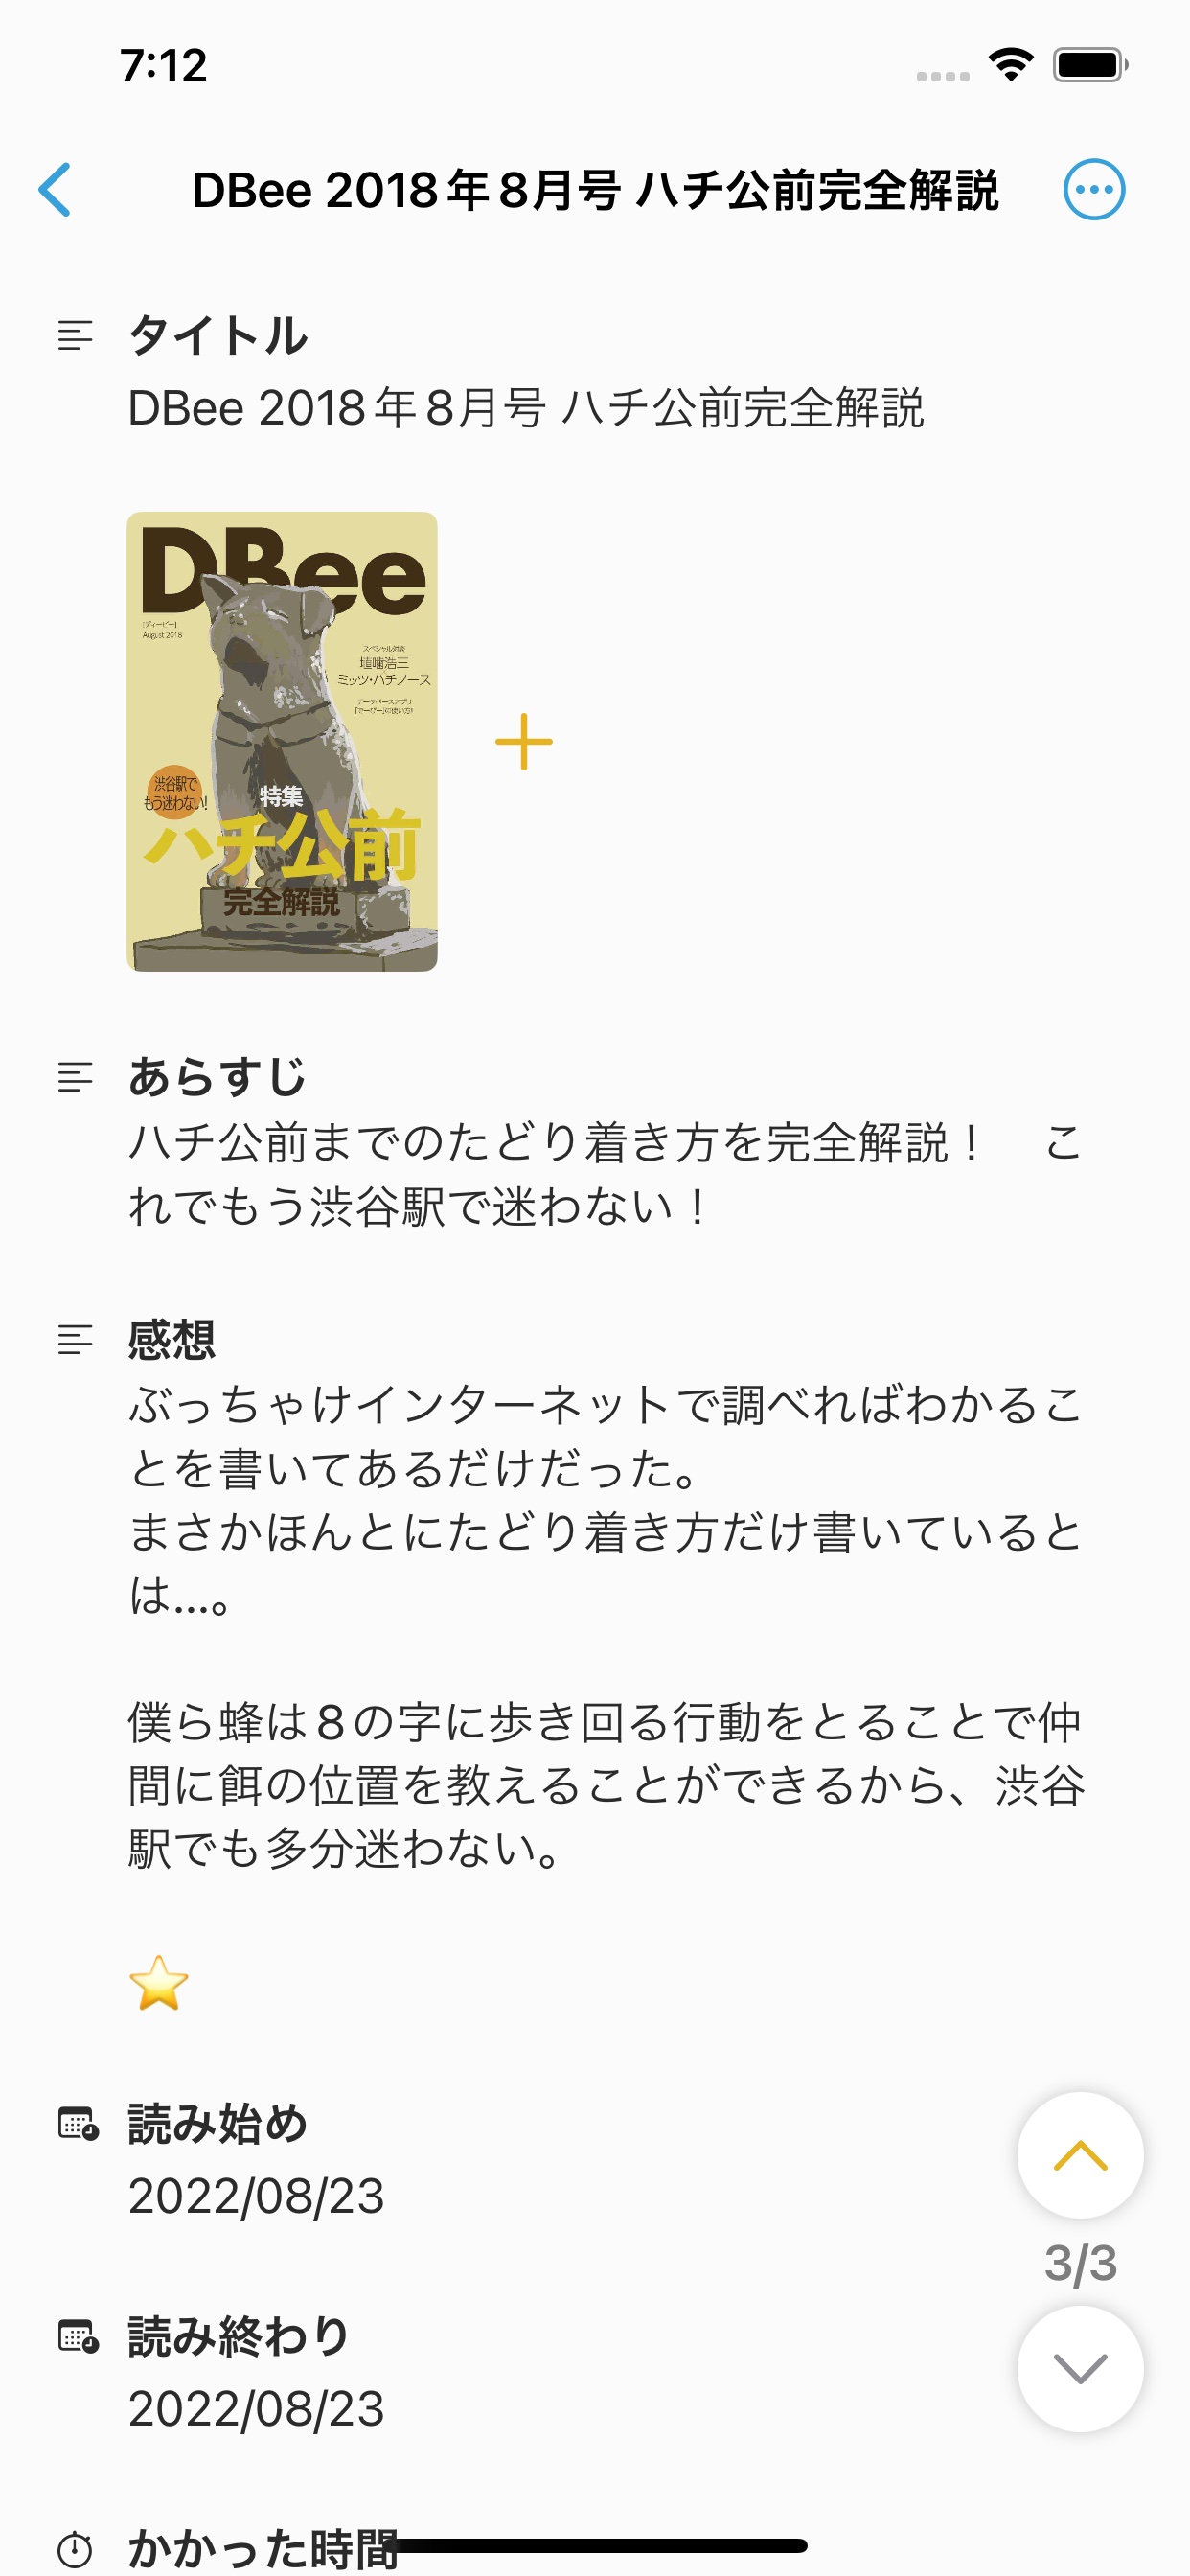 7:12
DBee 2018年8月号 ハチ公前完全解説
タイトル
DBee 2018年8月号 ハチ公前完全解説
DBee
[ディービー]
August 2018
スペシャル対談
埴噛浩三
ミッツ・ハチノース
データベースアプリ
渋谷駅で
もう迷わない!
特集
ハチ公前
完全解説
あらすじ
ハチ公前までのたどり着き方を完全解説！　こ
れでもう渋谷駅で迷わない！
感想
ぶっちゃけインターネットで調べればわかるこ
とを書いてあるだけだった。
まさかほんとにたどり着き方だけ書いていると
は…。
僕ら蜂は8の字に歩き回る行動をとることで仲
間に餌の位置を教えることができるから、渋谷
駅でも多分迷わない。
読み始め
2022/08/23
3/3
読み終わり
2022/08/23
かかった時間